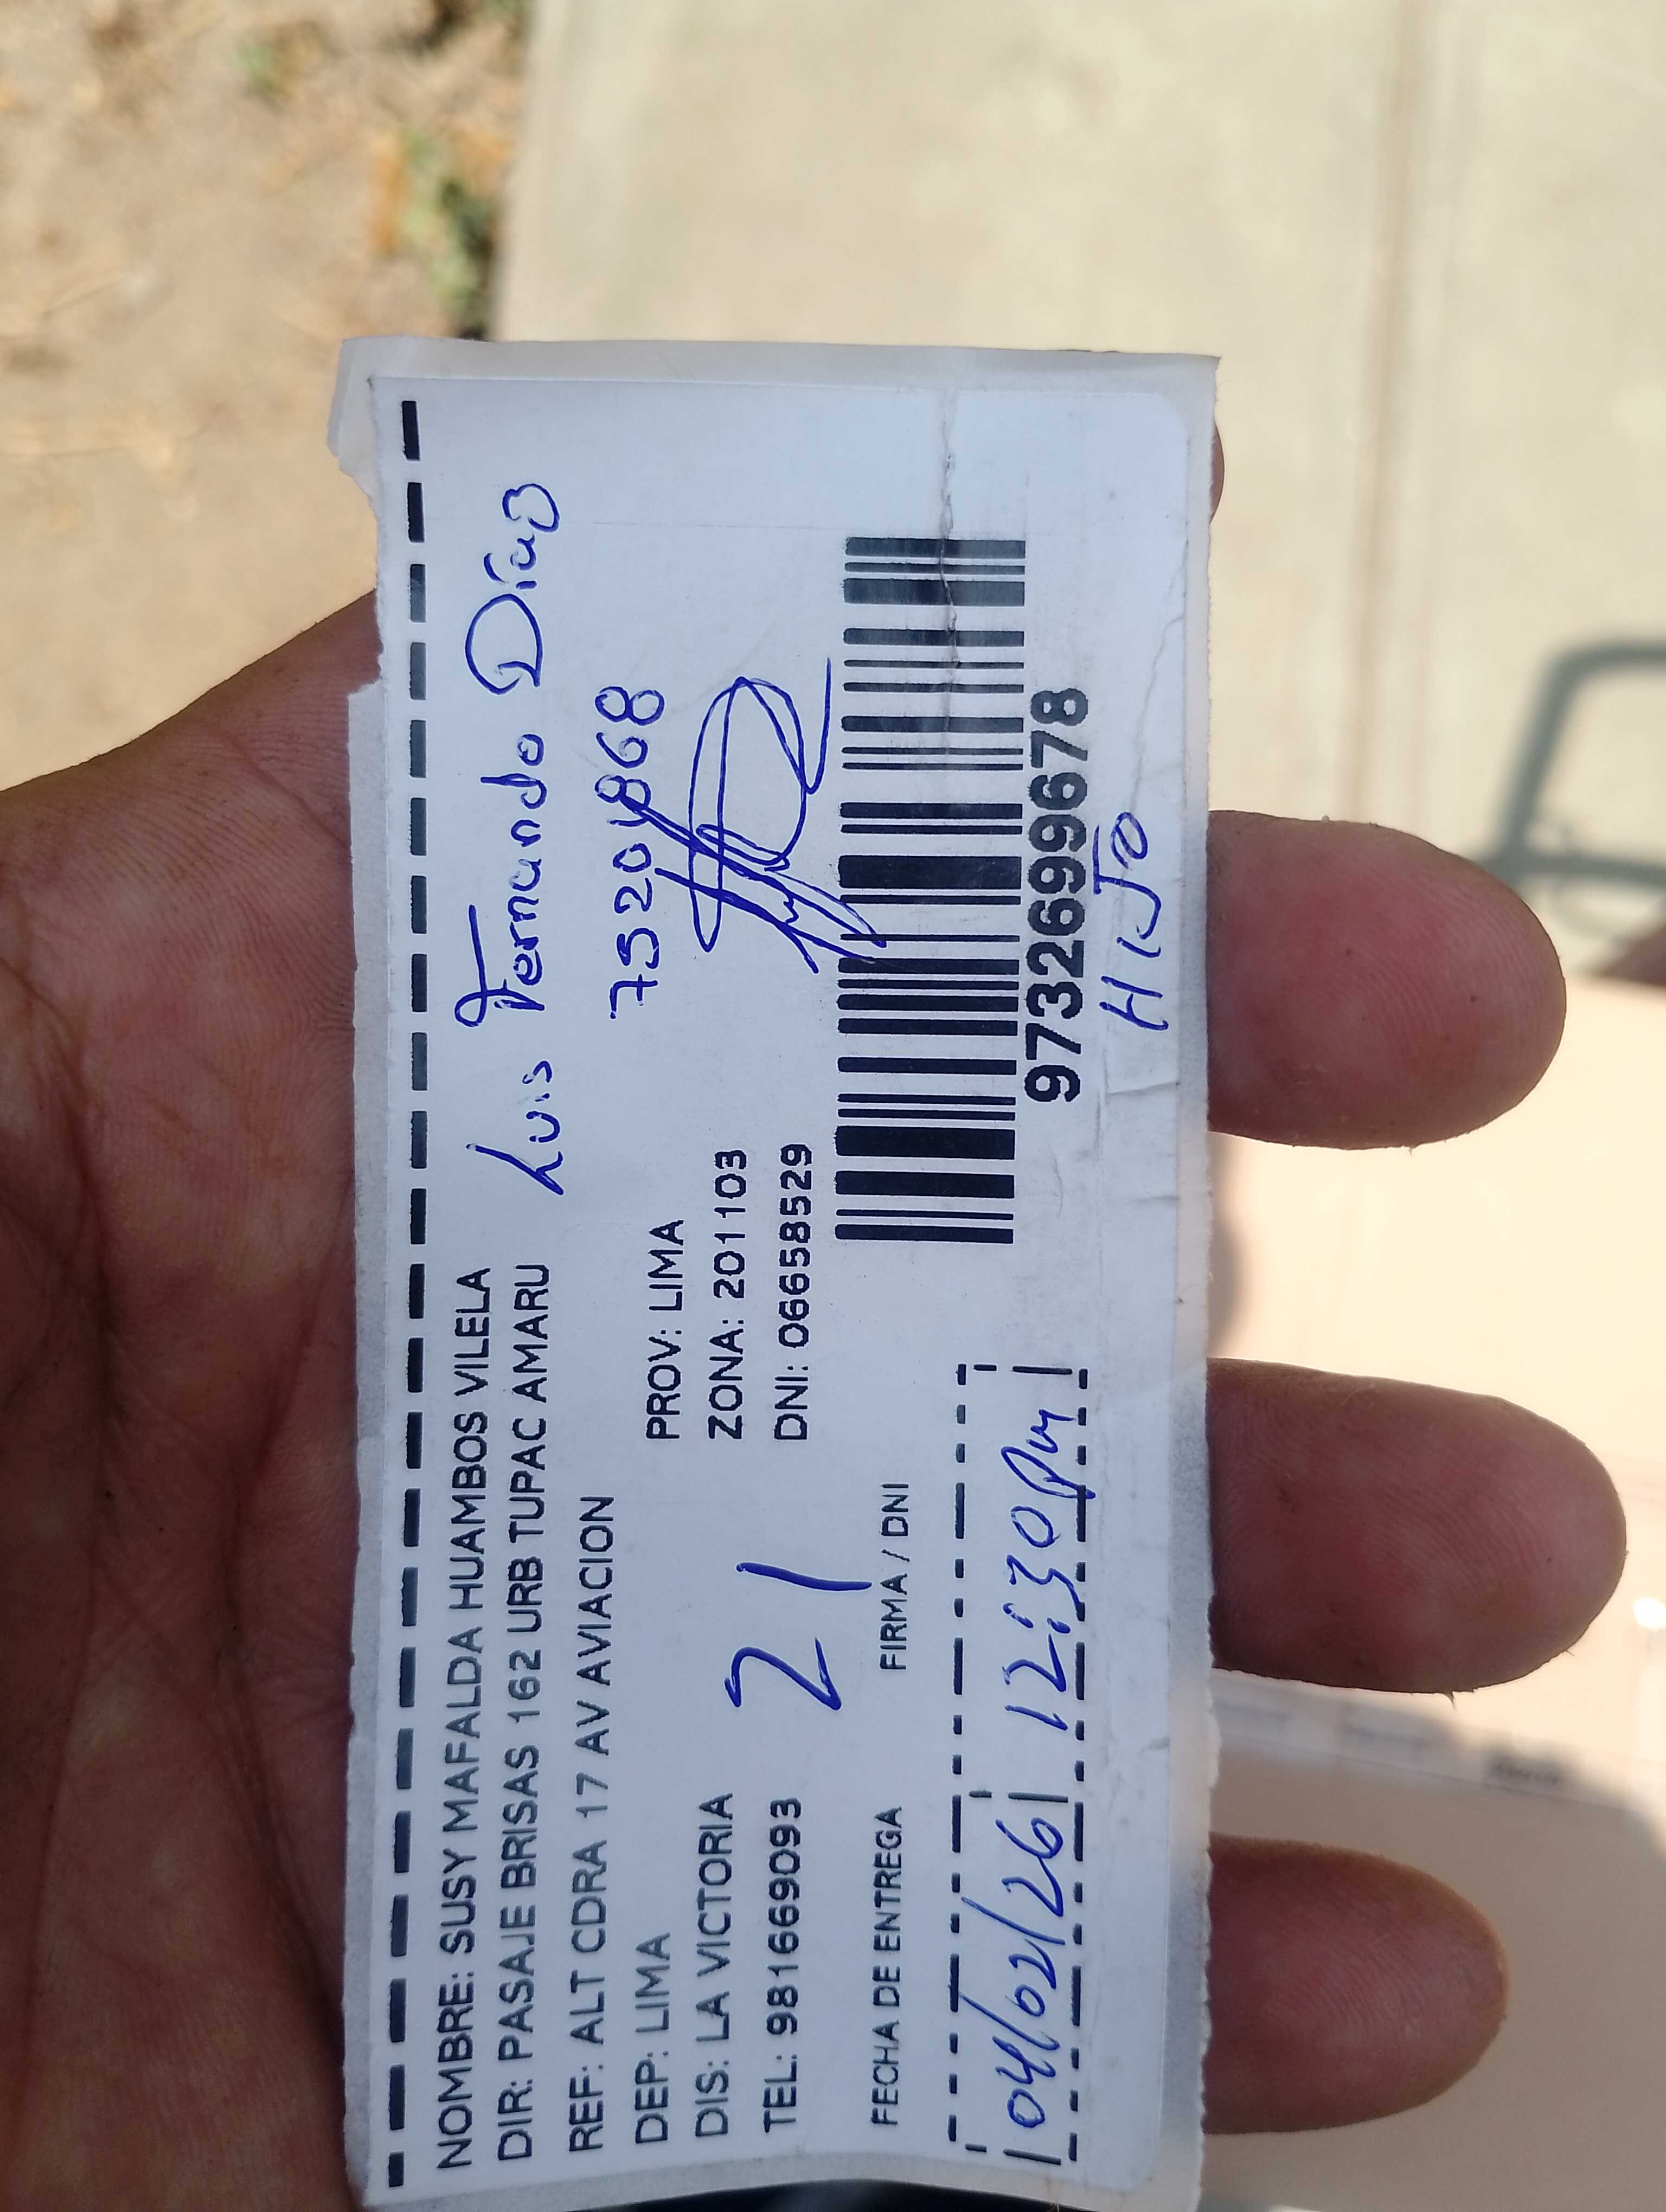 NOMBRE: SUSY MAFALDA HUAMBOS VILELA
DIR: PASAJE BRISAS 162 URB TUPAC AMARU
Luis Fernando Díaz
REF: ALT CDRA 17 AV AVIACION
75204868
DEP: LIMA
PROV: LIMA
DIS: LA VICTORIA
ZONA: 201103
TEL: 981669093
21
DNI: 06658529
FECHA DE ENTREGA
FIRMA / DNI
04/02/26
12:30 pm
9732699678
HIJO